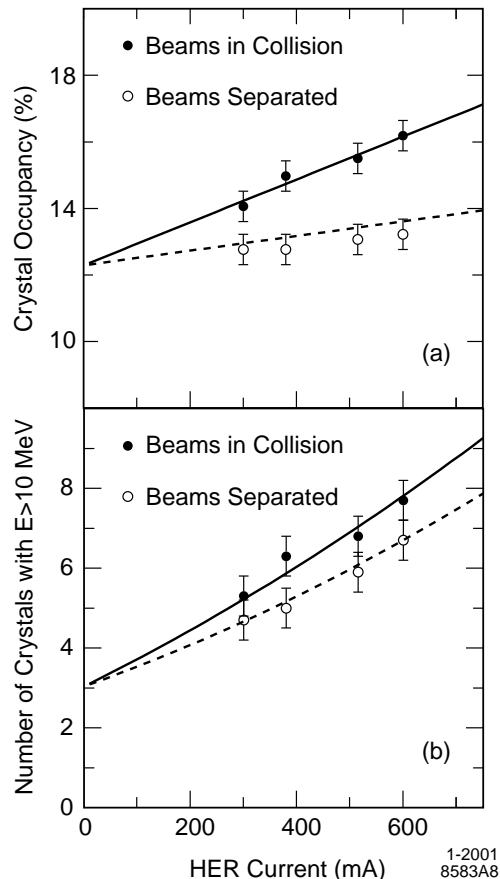 Beams in Collision
Beams Separated
18
14
10
Crystal Occupancy (%)
(a)
Beams in Collision
Beams Separated
8
6
4
2
0
Number of Crystals with E>10 MeV
(b)
0 200 400 600
HER Current (mA)
1-2001
8583A8